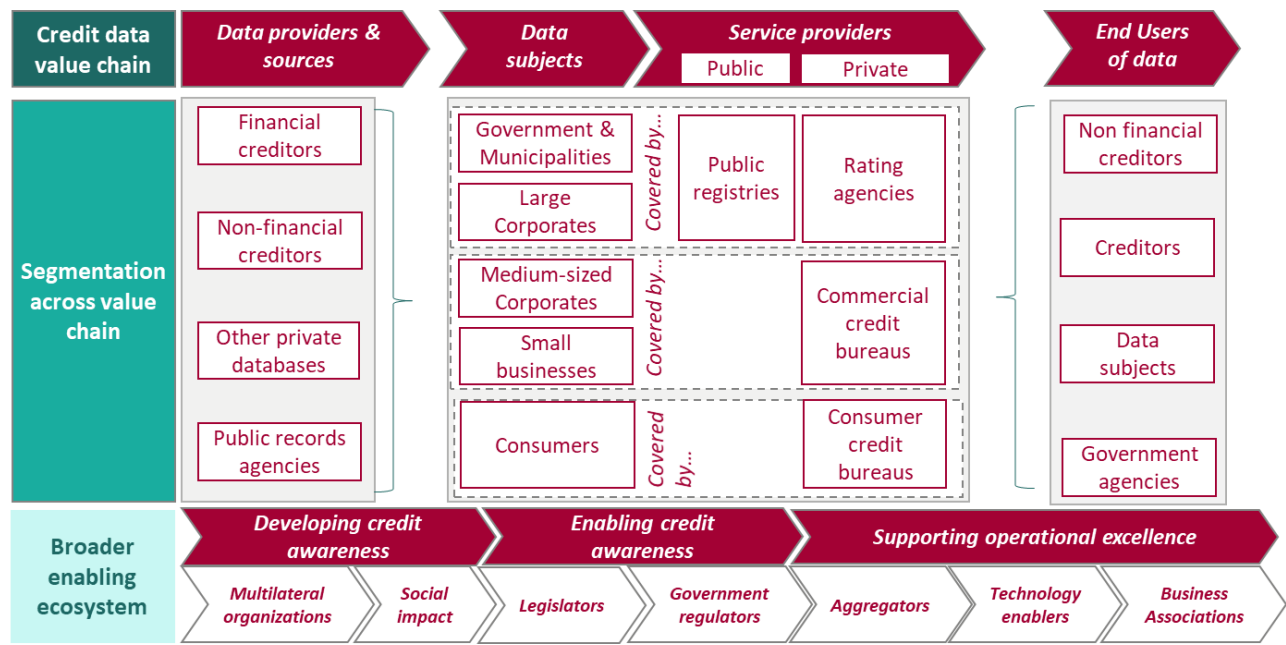 Credit data
value chain
Data providers &
sources
Data
subjects
Service providers
Public
Private
End Users
of data
Segmentation
across value
chain
Financial
creditors
Non-financial
creditors
Other private
databases
Public records
agencies
Government &
Municipalities
Large
Corporates
Covered by...
Public
registries
Rating
agencies
Medium-sized
Corporates
Small
businesses
Covered by...
Commercial
credit
bureaus
Consumers
Covered
by...
Consumer
credit
bureaus
Non financial
creditors
Creditors
Data
subjects
Government
agencies
Broader
enabling
ecosystem
Developing credit
awareness
Enabling credit
awareness
Supporting operational excellence
Multilateral
organizations
Social
impact
Legislators
Government
regulators
Aggregators
Technology
enablers
Business
Associations